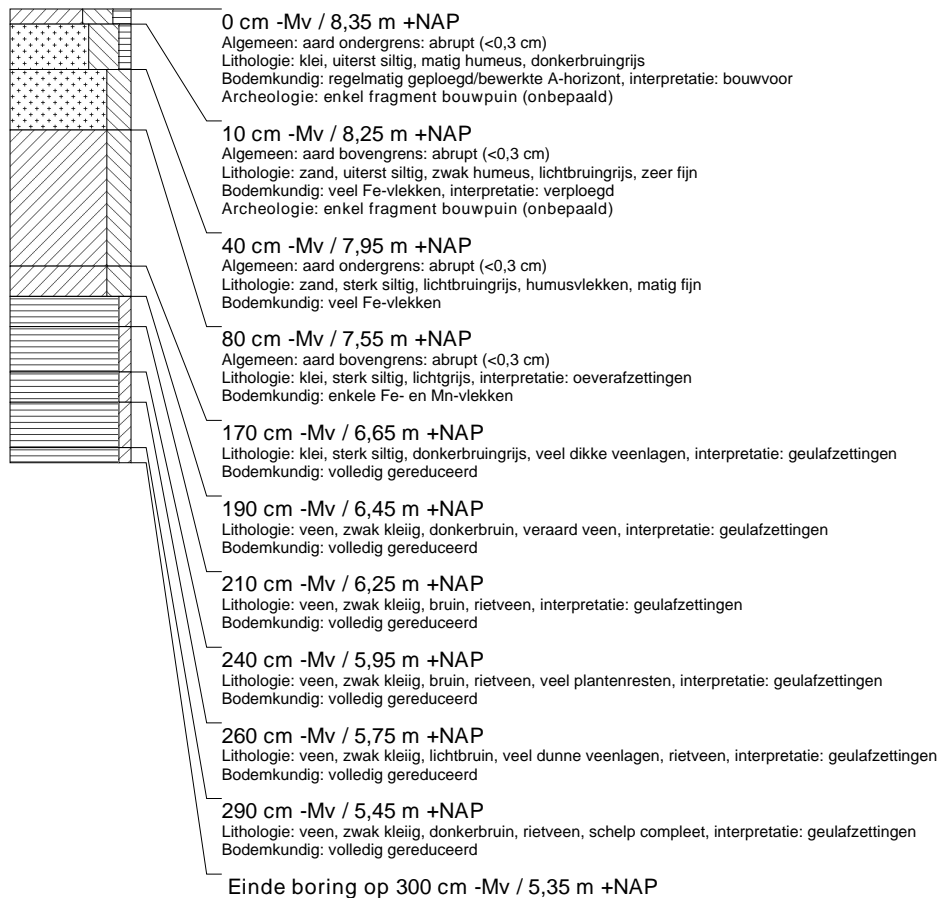 0 cm -Mv / 8,35 m +NAP
Algemeen: aard ondergrens: abrupt (<0,3 cm)
Lithologie: klei, uiterst siltig, matig humeus, donkerbruingrijs
Bodemkundig: regelmatig geploegd/bewerkte A-horizont, interpretatie: bouwvoor
Archeologie: enkel fragment bouwpuin (onbepaald)
10 cm -Mv / 8,25 m +NAP
Algemeen: aard bovengrens: abrupt (<0,3 cm)
Lithologie: zand, uiterst siltig, zwak humeus, lichtbruingrijs, zeer fijn
Bodemkundig: veel Fe-vlekken, interpretatie: verploegd
Archeologie: enkel fragment bouwpuin (onbepaald)
40 cm -Mv / 7,95 m +NAP
Algemeen: aard ondergrens: abrupt (<0,3 cm)
Lithologie: zand, sterk siltig, lichtbruingrijs, humusvlekken, matig fijn
Bodemkundig: veel Fe-vlekken
80 cm -Mv / 7,55 m +NAP
Algemeen: aard bovengrens: abrupt (<0,3 cm)
Lithologie: klei, sterk siltig, lichtgrijs, interpretatie: oeverafzettingen
Bodemkundig: enkele Fe- en Mn-vlekken
170 cm -Mv / 6,65 m +NAP
Lithologie: klei, sterk siltig, donkerbruingrijs, veel dikke veenlagen, interpretatie: geulafzettingen
Bodemkundig: volledig gereduceerd
190 cm -Mv / 6,45 m +NAP
Lithologie: veen, zwak kleiig, donkerbruin, veraard veen, interpretatie: geulafzettingen
Bodemkundig: volledig gereduceerd
210 cm -Mv / 6,25 m +NAP
Lithologie: veen, zwak kleiig, bruin, rietveen, interpretatie: geulafzettingen
Bodemkundig: volledig gereduceerd
240 cm -Mv / 5,95 m +NAP
Lithologie: veen, zwak kleiig, bruin, rietveen, veel plantenresten, interpretatie: geulafzettingen
Bodemkundig: volledig gereduceerd
260 cm -Mv / 5,75 m +NAP
Lithologie: veen, zwak kleiig, lichtbruin, veel dunne veenlagen, rietveen, interpretatie: geulafzettingen
Bodemkundig: volledig gereduceerd
290 cm -Mv / 5,45 m +NAP
Lithologie: veen, zwak kleiig, donkerbruin, rietveen, schelp compleet, interpretatie: geulafzettingen
Bodemkundig: volledig gereduceerd
Einde boring op 300 cm -Mv / 5,35 m +NAP